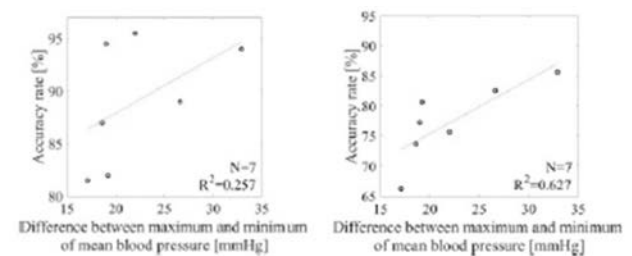 95
90
85
80
Accuracy rate [%]
N=7
R²=0.257
15 20 25 30 35
Difference between maximum and minimum
of mean blood pressure [mmHg]
95
90
85
80
75
70
65
Accuracy rate [%]
N=7
R²=0.627
15 20 25 30 35
Difference between maximum and minimum
of mean blood pressure [mmHg]